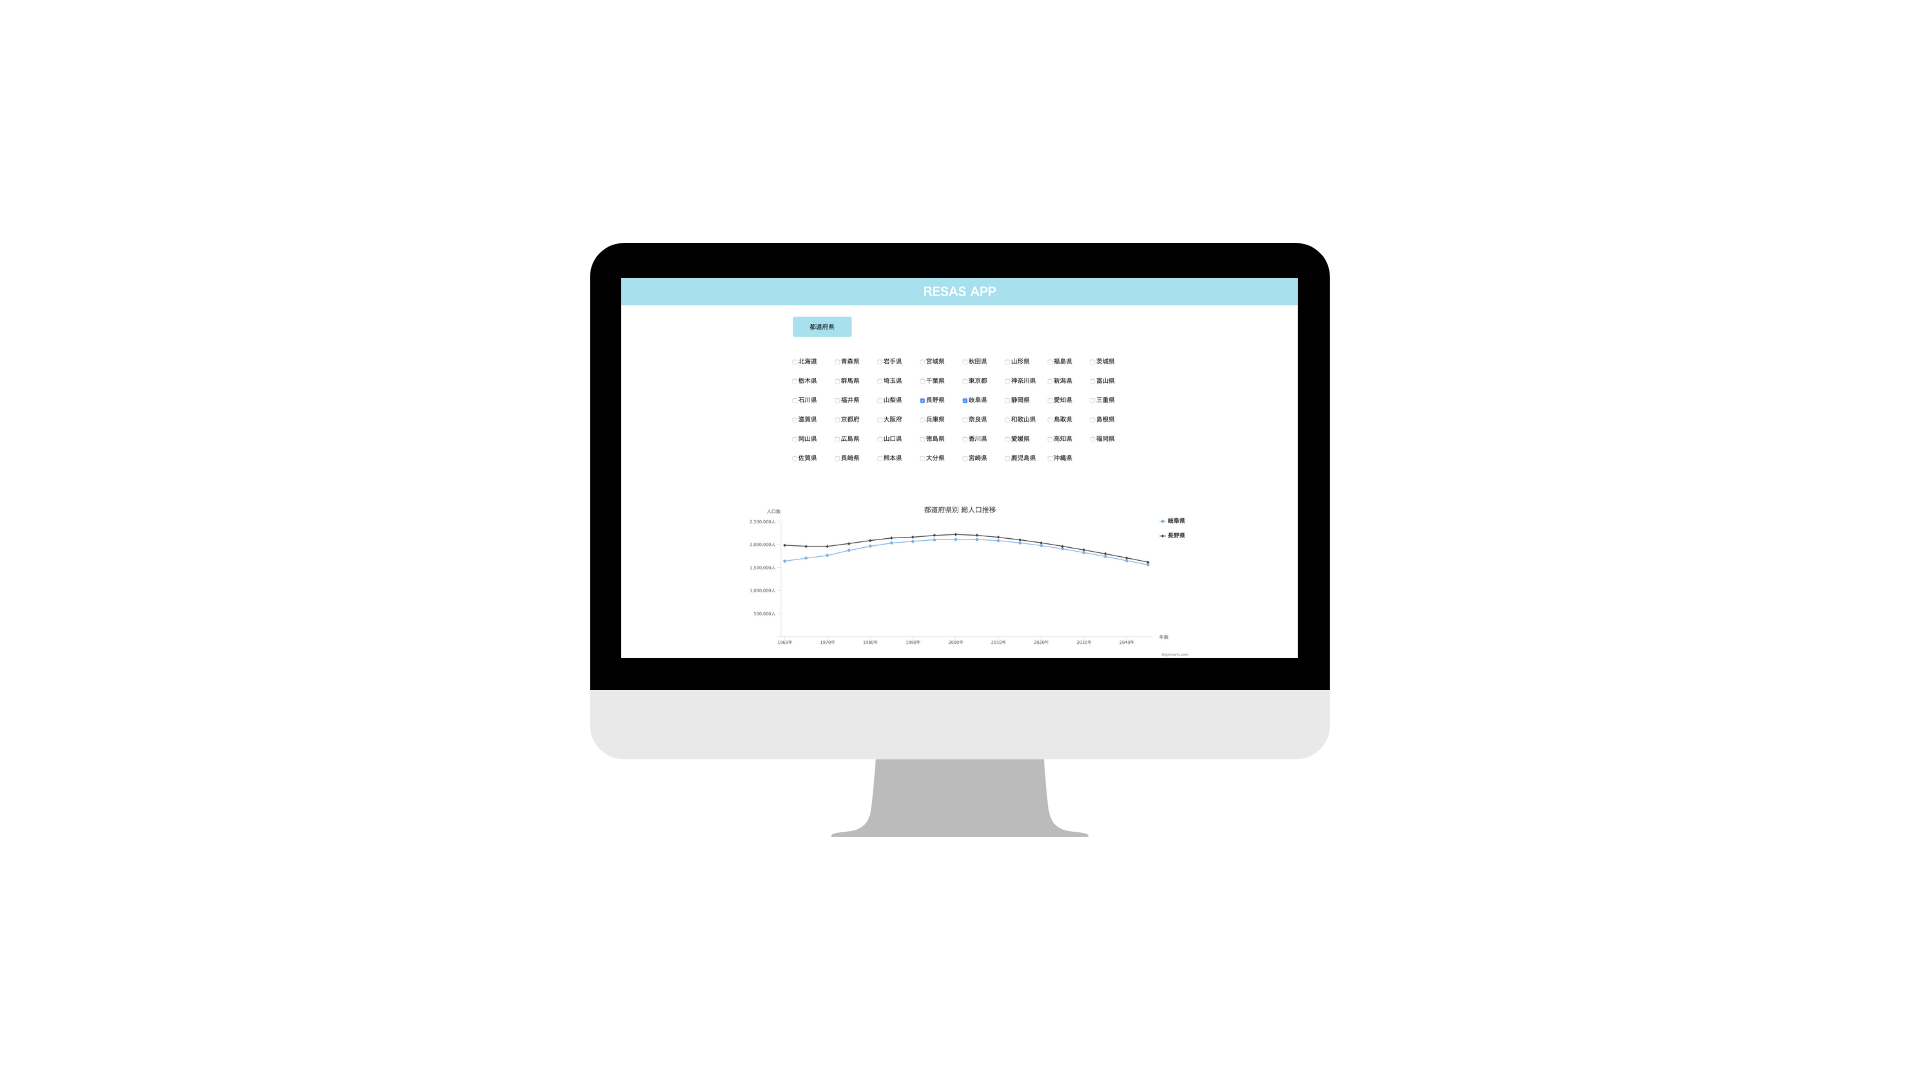 RESAS APP
都道府県
北海道 青森県 岩手県 宮城県 秋田県 山形県 福島県 茨城県
栃木県 群馬県 埼玉県 千葉県 東京都 神奈川県 新潟県 富山県
石川県 福井県 山梨県 長野県 岐阜県 静岡県 愛知県 三重県
滋賀県 京都府 大阪府 兵庫県 奈良県 和歌山県 鳥取県 島根県
岡山県 広島県 山口県 徳島県 香川県 愛媛県 高知県 福岡県
佐賀県 長崎県 熊本県 大分県 宮崎県 鹿児島県 沖縄県
都道府県別 総人口推移
人口数
2,500,000人
2,000,000人
1,500,000人
1,000,000人
500,000人
岐阜県
長野県
1960年 1970年 1980年 1990年 2000年 2010年 2020年 2030年 2040年
年数
Highcharts.com